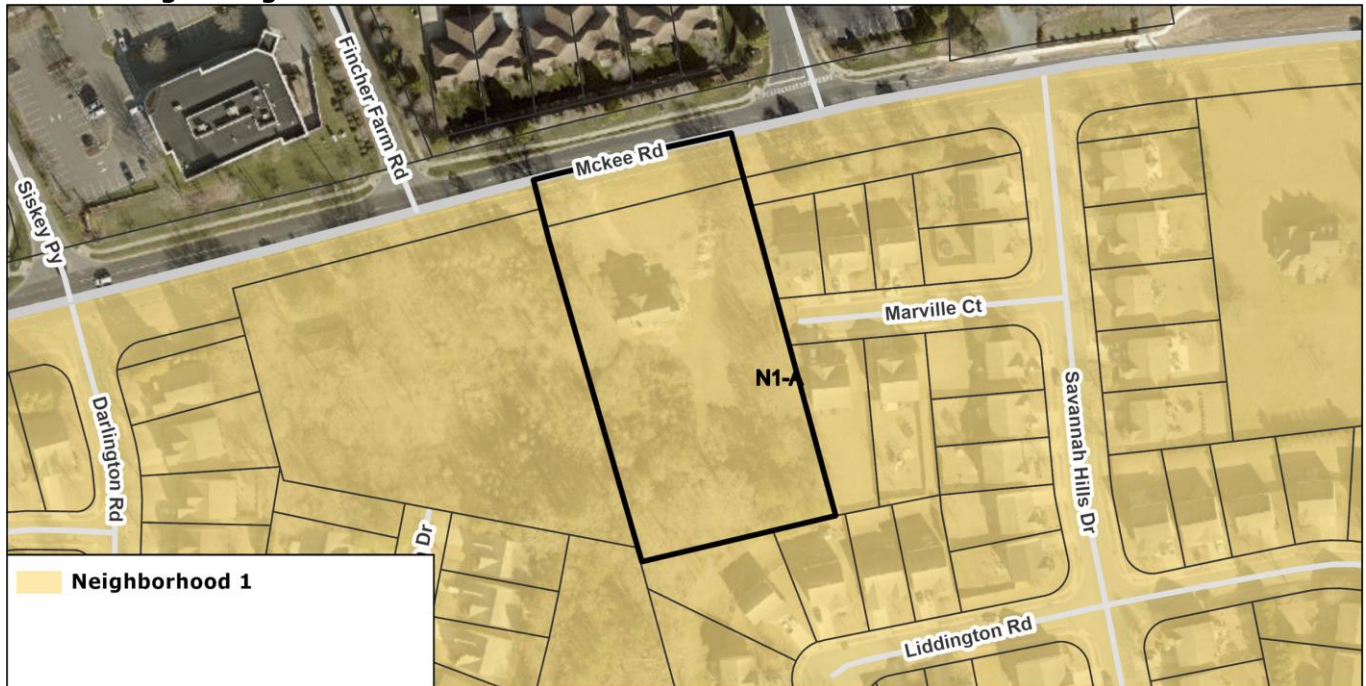 Fincher Farm Rd
Mckee Rd
Siskey Py
Marville Ct
N1-A
Darlington Rd
Savannah Hills Dr
Dr
Neighborhood 1
Liddington Rd